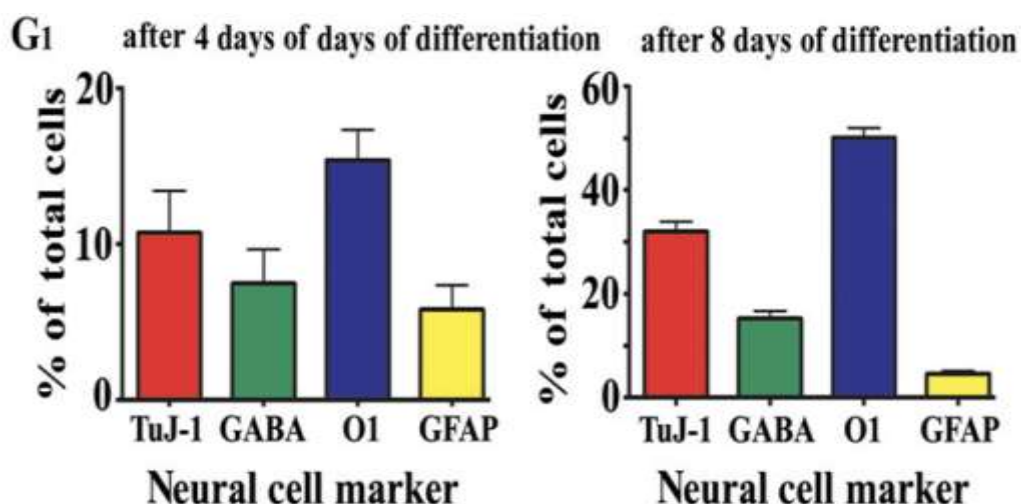 G1
after 4 days of days of differentiation
% of total cells
20
10
0
TuJ-1 GABA O1 GFAP
Neural cell marker
after 8 days of differentiation
% of total cells
60
40
20
0
TuJ-1 GABA O1 GFAP
Neural cell marker